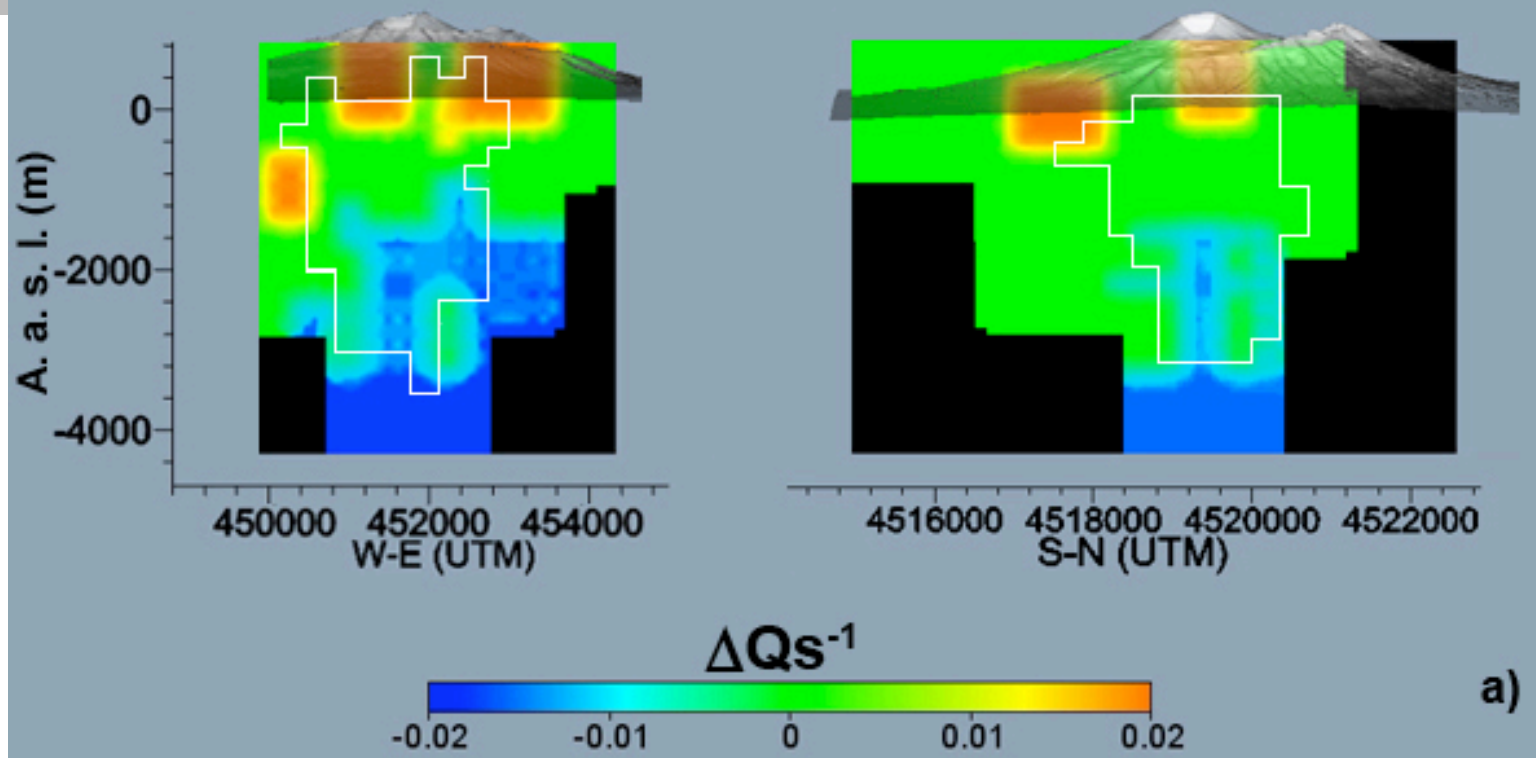 A. a. s. l. (m)
0
-2000
-4000
450000 452000 454000
W-E (UTM)
4516000 4518000 4520000 4522000
S-N (UTM)
ΔQs⁻¹
-0.02 -0.01 0 0.01 0.02
a)